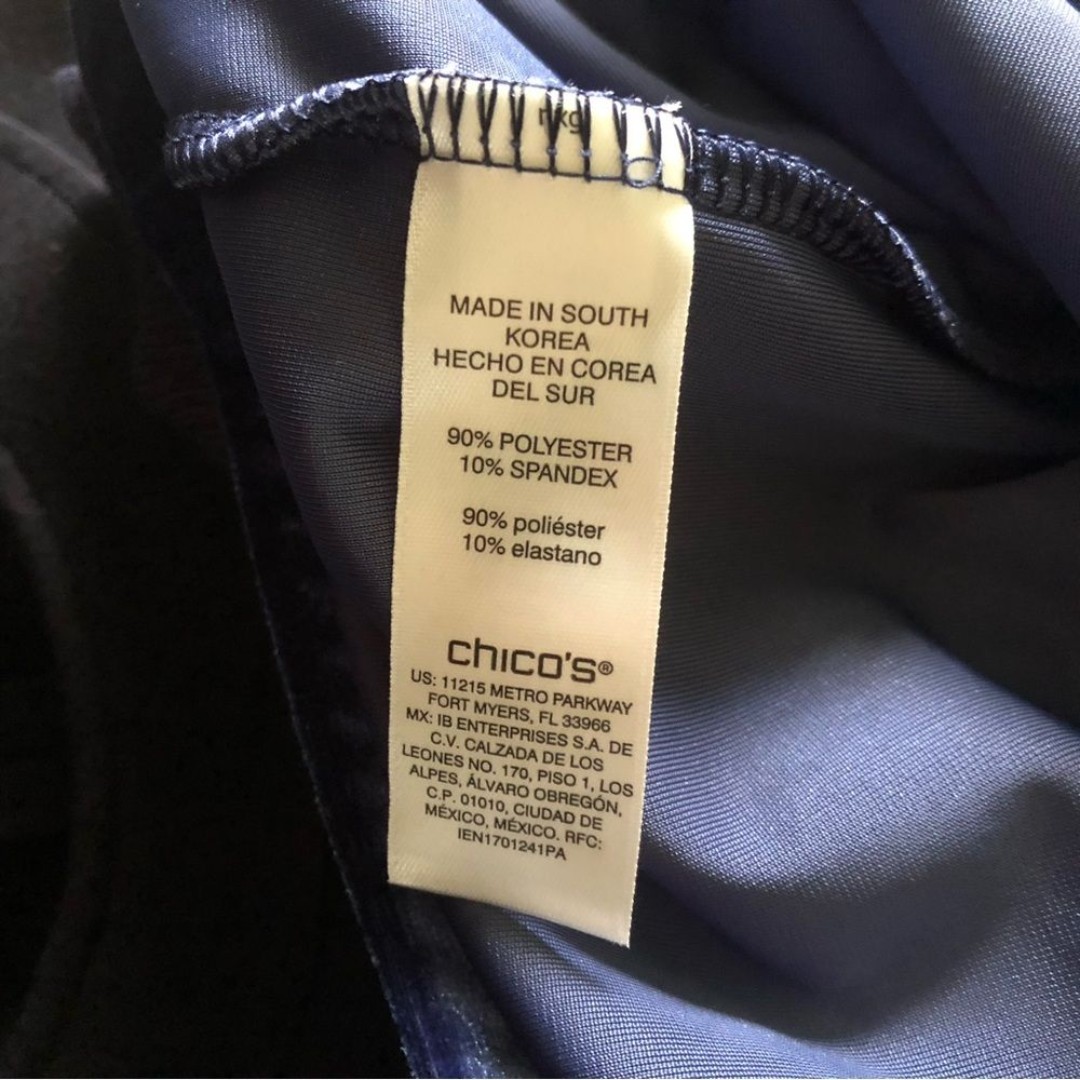 MADE IN SOUTH
KOREA
HECHO EN COREA
DEL SUR
90% POLYESTER
10% SPANDEX
90% poliéster
10% elastano
chico's®
US: 11215 METRO PARKWAY
FORT MYERS, FL 33966
MX: IB ENTERPRISES S.A. DE
C.V. CALZADA DE LOS
LEONES NO. 170, PISO 1, LOS
ALPES, ÁLVARO OBREGÓN,
C.P. 01010, CIUDAD DE
MÉXICO, MÉXICO. RFC:
IEN1701241PA